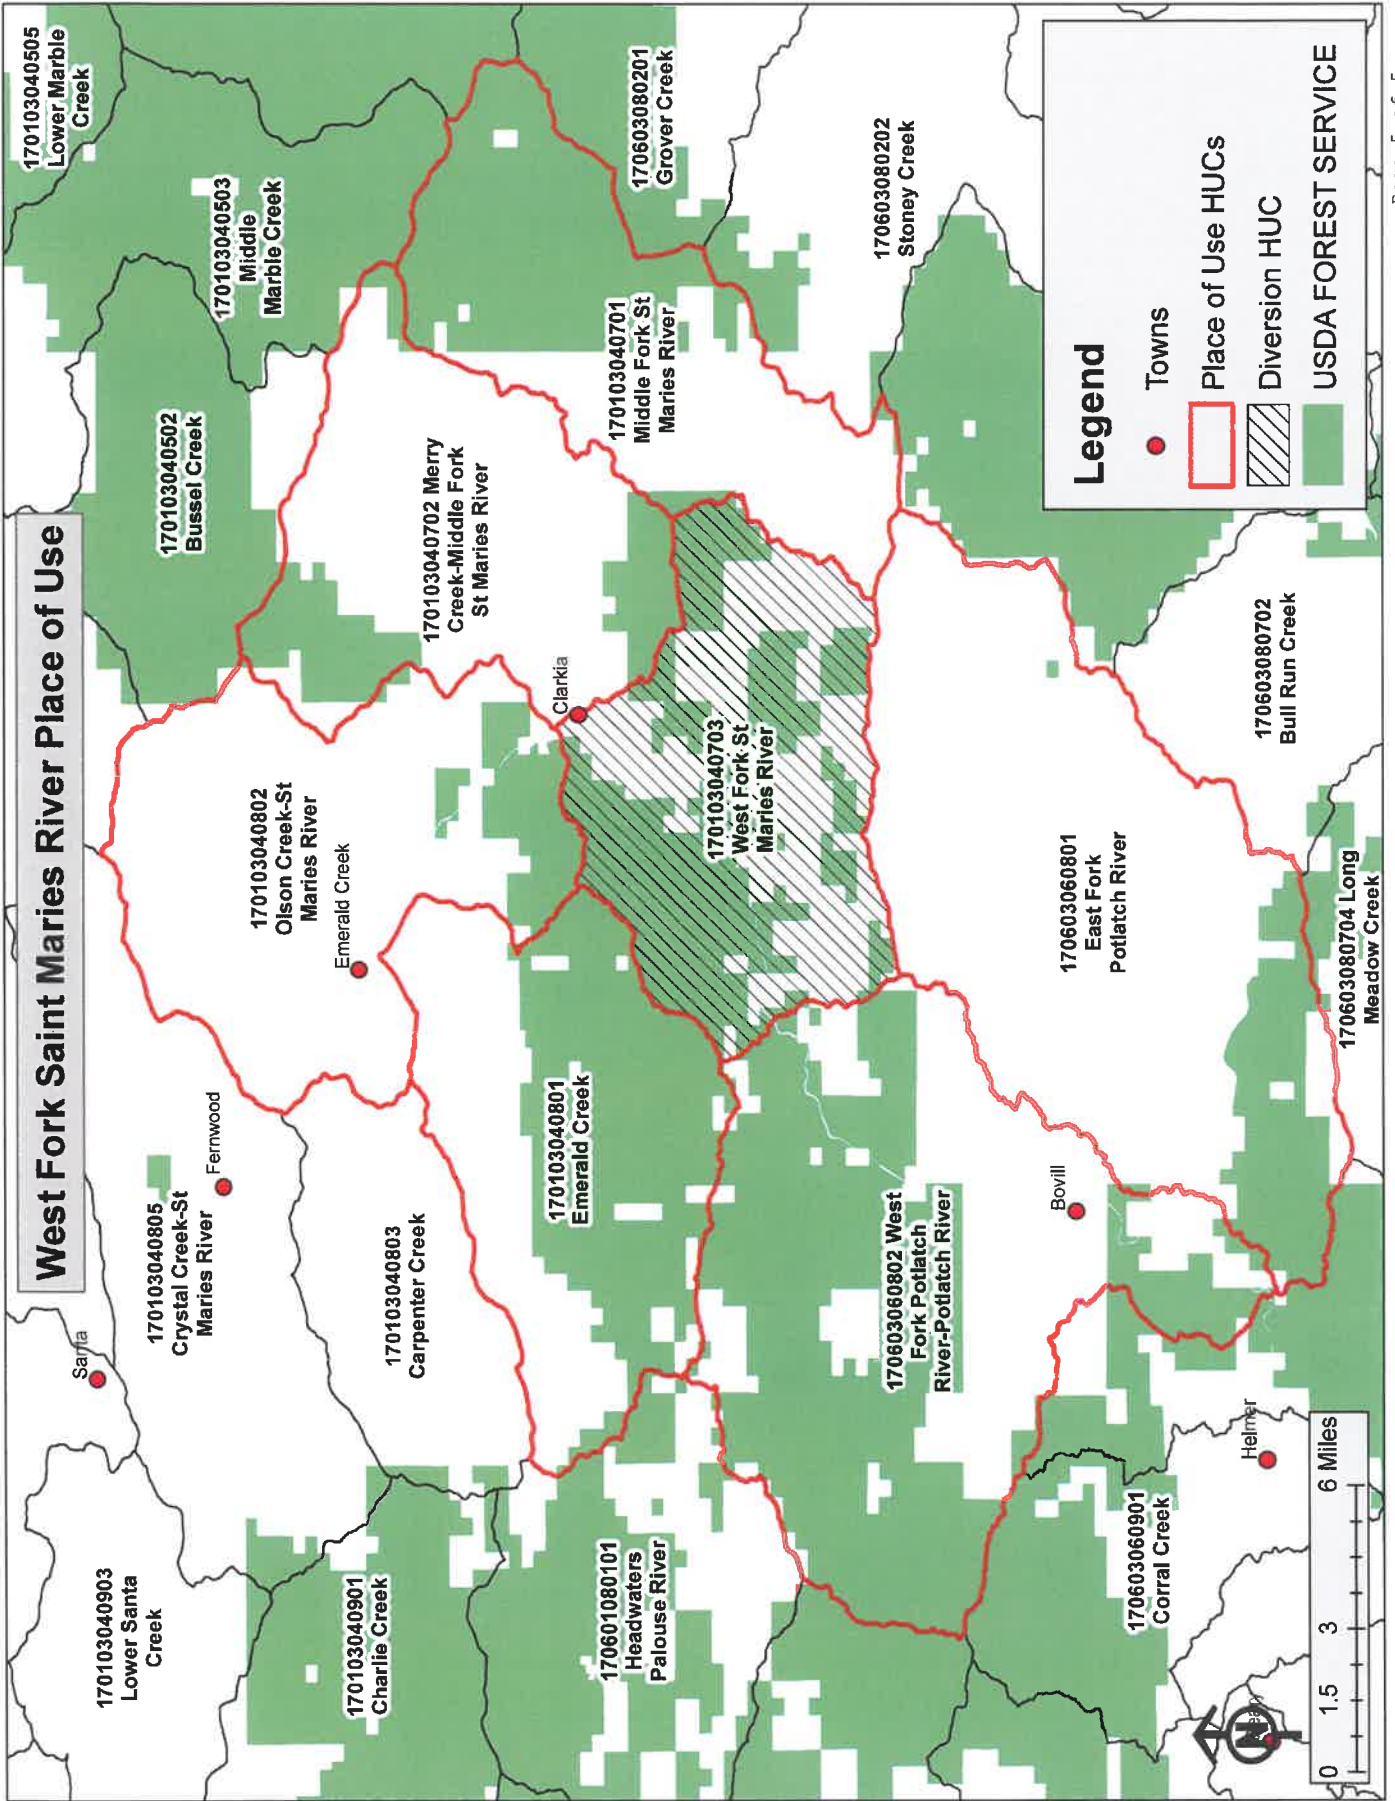 West Fork Saint Maries River Place of Use
170103040903
Lower Santa
Creek
Santa
170103040805
Crystal Creek-St
Maries River
Fernwood
170103040802
Olson Creek-St
Maries River
Emerald Creek
170103040502
Bussel Creek
170103040503
Middle
Marble Creek
170103040505
Lower Marble
Creek
170103040901
Charlie Creek
170103040803
Carpenter Creek
170103040702 Merry
Creek-Middle Fork
St Maries River
Clarkia
170103040701
Middle Fork St
Maries River
170603080201
Grover Creek
170601080101
Headwaters
Palouse River
170103040801
Emerald Creek
170103040703
West Fork St
Maries River
170603080202
Stoney Creek
170603060802 West
Fork Potlatch
River-Potlatch River
Bovill
170603060801
East Fork
Potlatch River
170603060901
Corral Creek
Helmer
170603080702
Bull Run Creek
170603080704 Long
Meadow Creek
N
0 1.5 3 6 Miles
Legend
Towns
Place of Use HUCs
Diversion HUC
USDA FOREST SERVICE